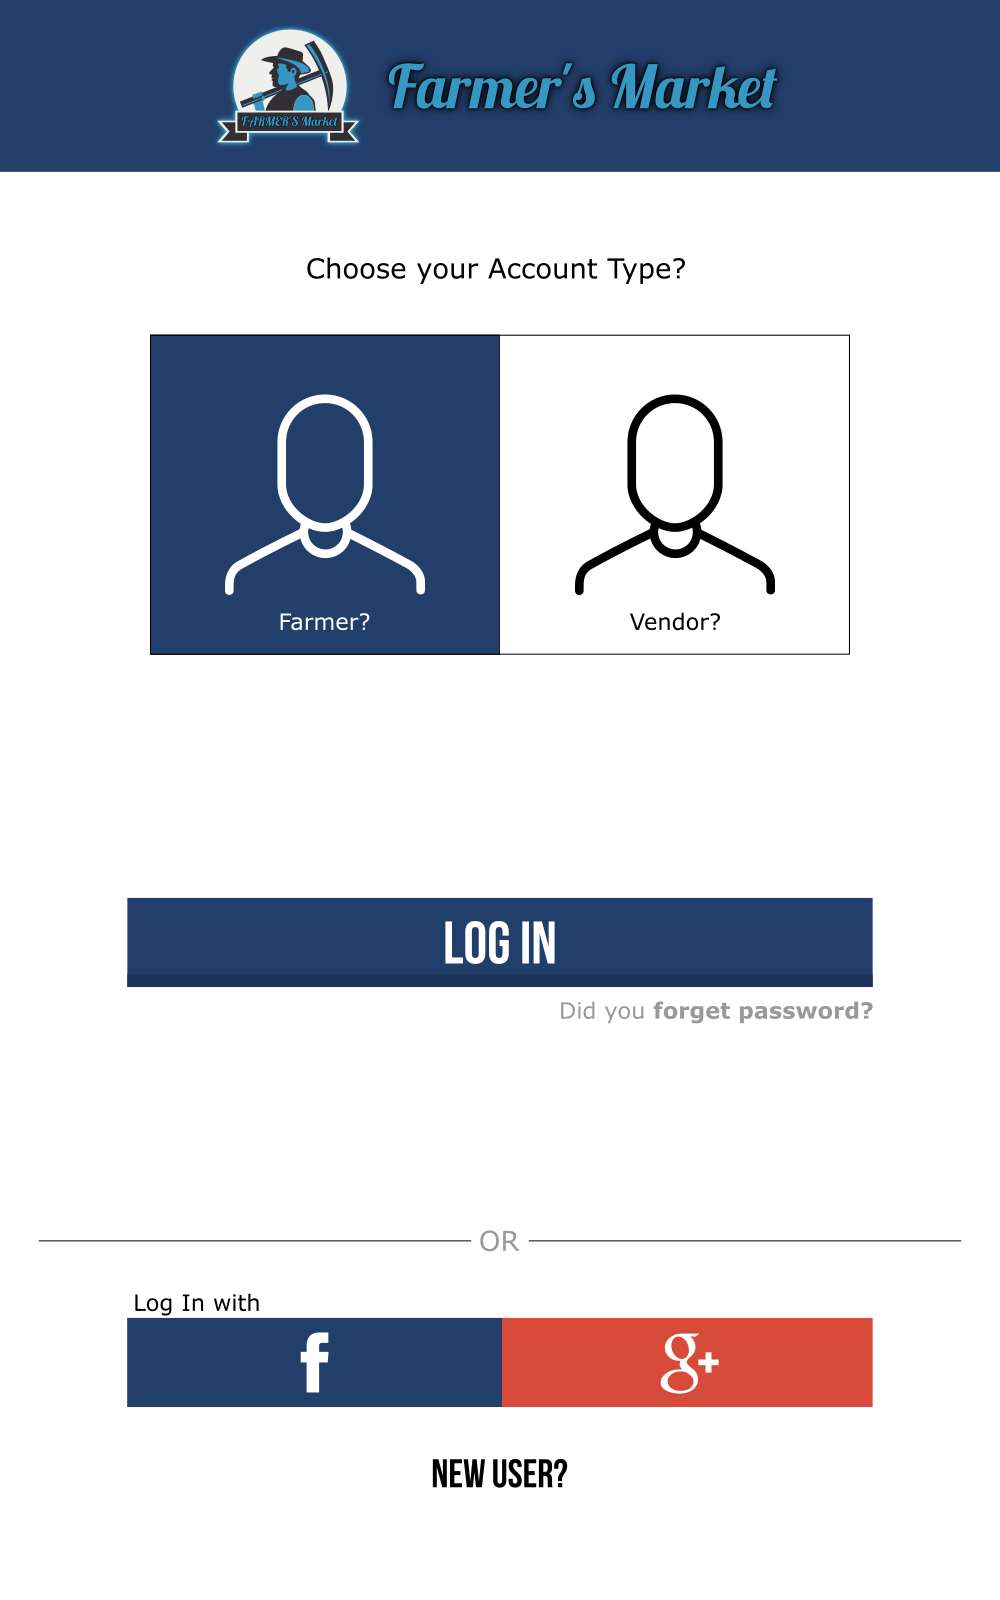 FARMER'S Market
Farmer's Market
Choose your Account Type?
Farmer?
Vendor?
LOG IN
Did you forget password?
OR
Log In with
f
g+
NEW USER?